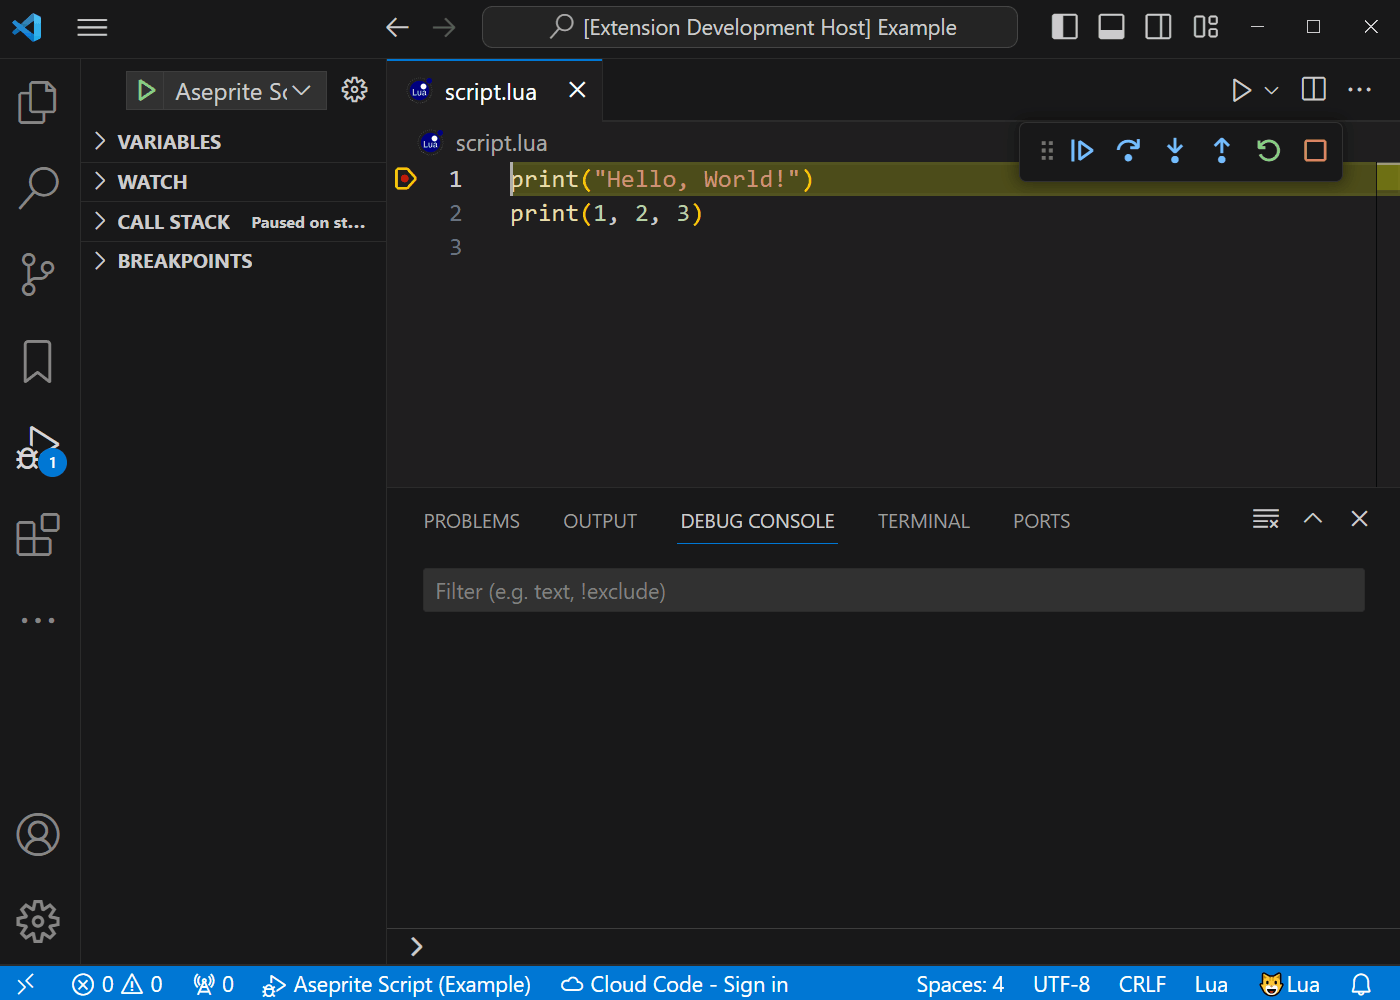 [Extension Development Host] Example
Aseprite Sc
script.lua
VARIABLES
WATCH
CALL STACK Paused on st...
BREAKPOINTS
Lua script.lua
1 print("Hello, World!")
2 print(1, 2, 3)
3
1
PROBLEMS OUTPUT DEBUG CONSOLE TERMINAL PORTS
Filter (e.g. text, !exclude)
0 0 0 Aseprite Script (Example) Cloud Code - Sign in Spaces: 4 UTF-8 CRLF Lua Lua